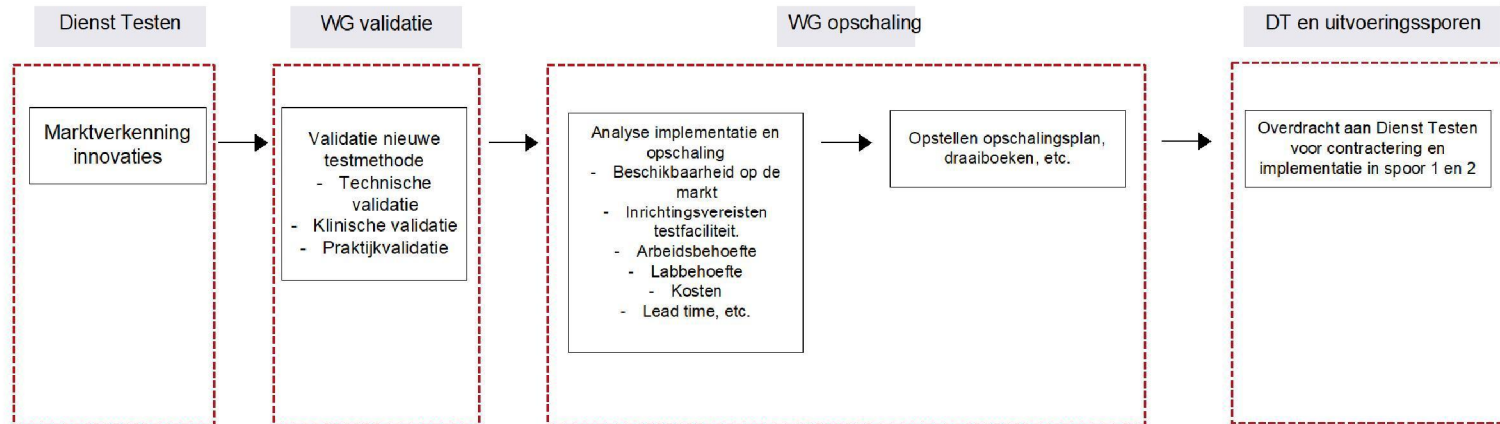 Dienst Testen
WG validatie
WG opschaling
DT en uitvoeringssporen
Marktverkenning
innovaties
Validatie nieuwe
testmethode
- Technische
validatie
- Klinische validatie
- Praktijkvalidatie
Analyse implementatie en
opschaling
- Beschikbaarheid op de
markt
- Inrichtingsvereisten
testfaciliteit.
- Arbeidsbehoefte
- Labbehoefte
- Kosten
- Lead time, etc.
Opstellen opschalingsplan,
draaiboeken, etc.
Overdracht aan Dienst Testen
voor contractering en
implementatie in spoor 1 en 2